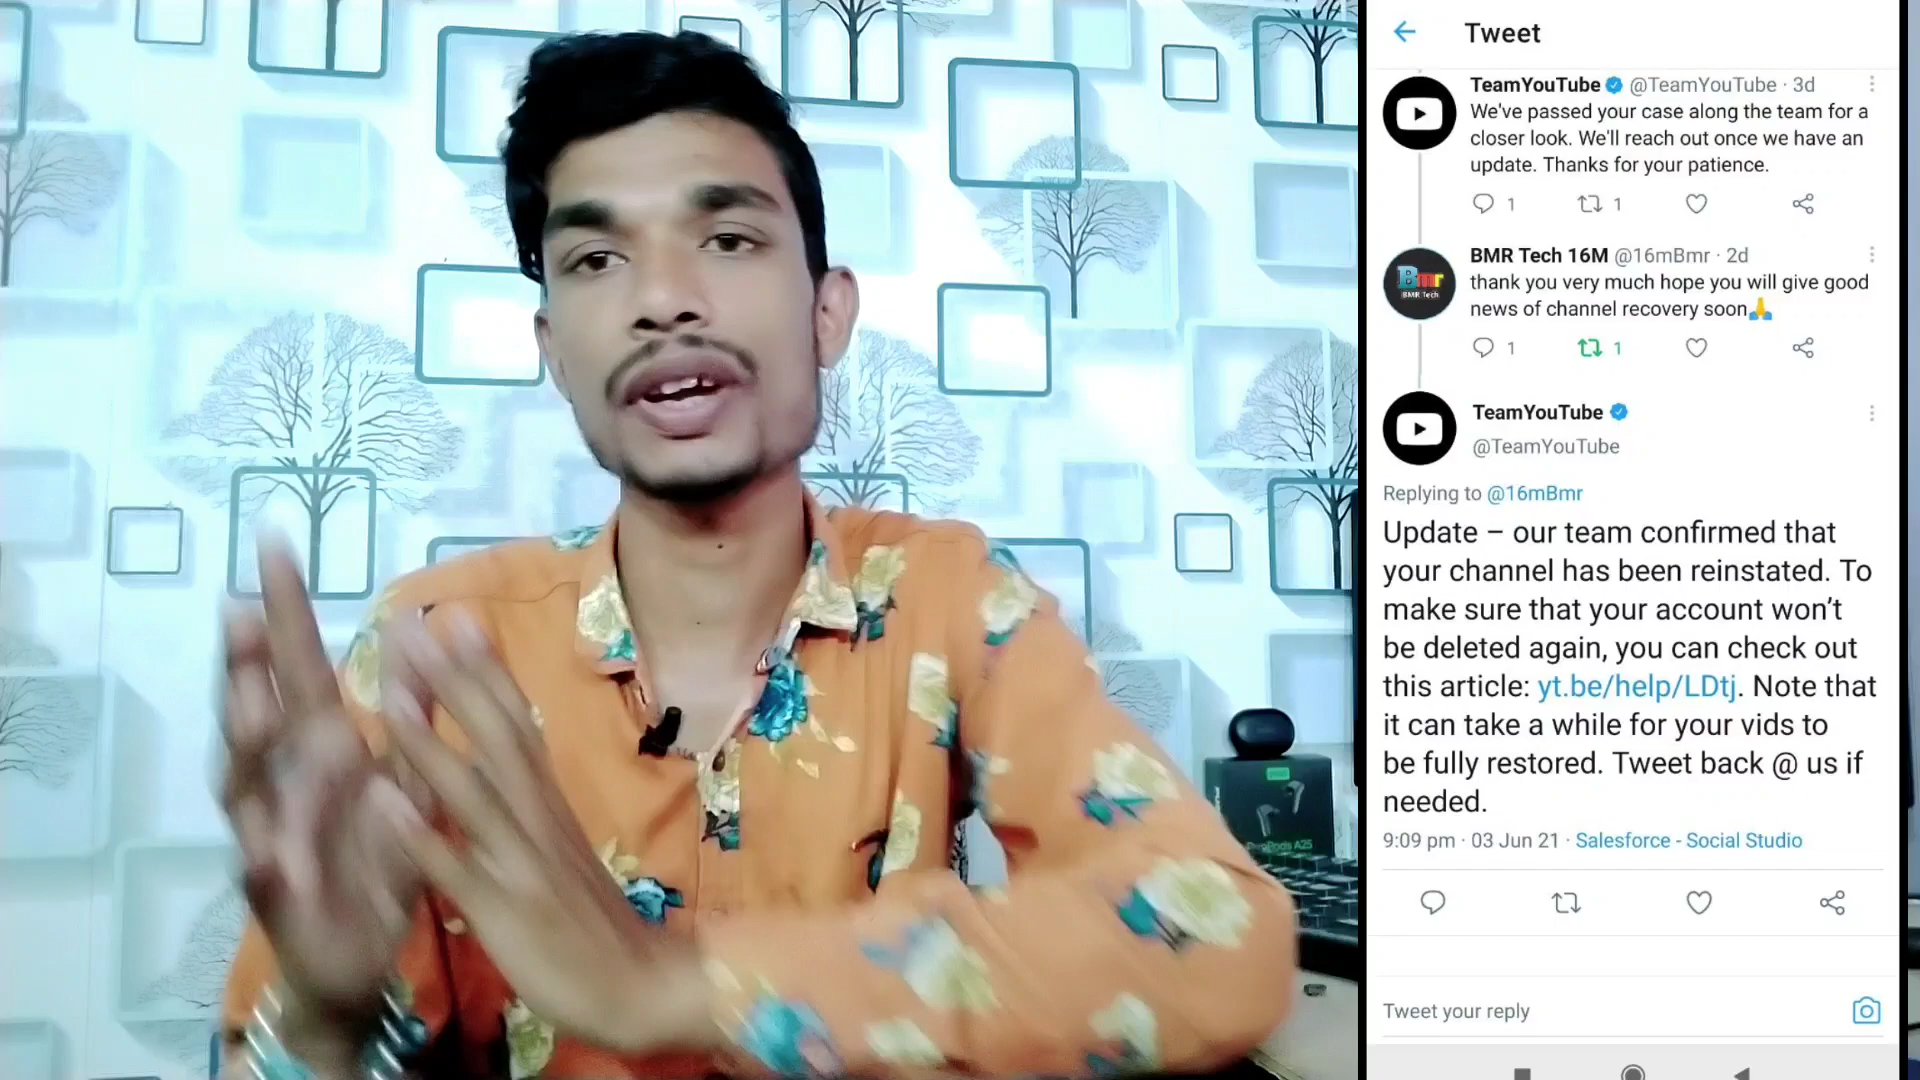 Tweet
TeamYouTube @TeamYouTube · 3d
We've passed your case along the team for a
closer look. We'll reach out once we have an
update. Thanks for your patience.
1 1
BMR Tech 16M @16mBmr · 2d
Bmr
BMR Tech
thank you very much hope you will give good
news of channel recovery soon🙏
1 1
TeamYouTube
@TeamYouTube
Replying to @16mBmr
Update – our team confirmed that
your channel has been reinstated. To
make sure that your account won’t
be deleted again, you can check out
this article: yt.be/help/LDtj. Note that
it can take a while for your vids to
be fully restored. Tweet back @ us if
needed.
9:09 pm · 03 Jun 21 · Salesforce - Social Studio
Tweet your reply
ProPods A25